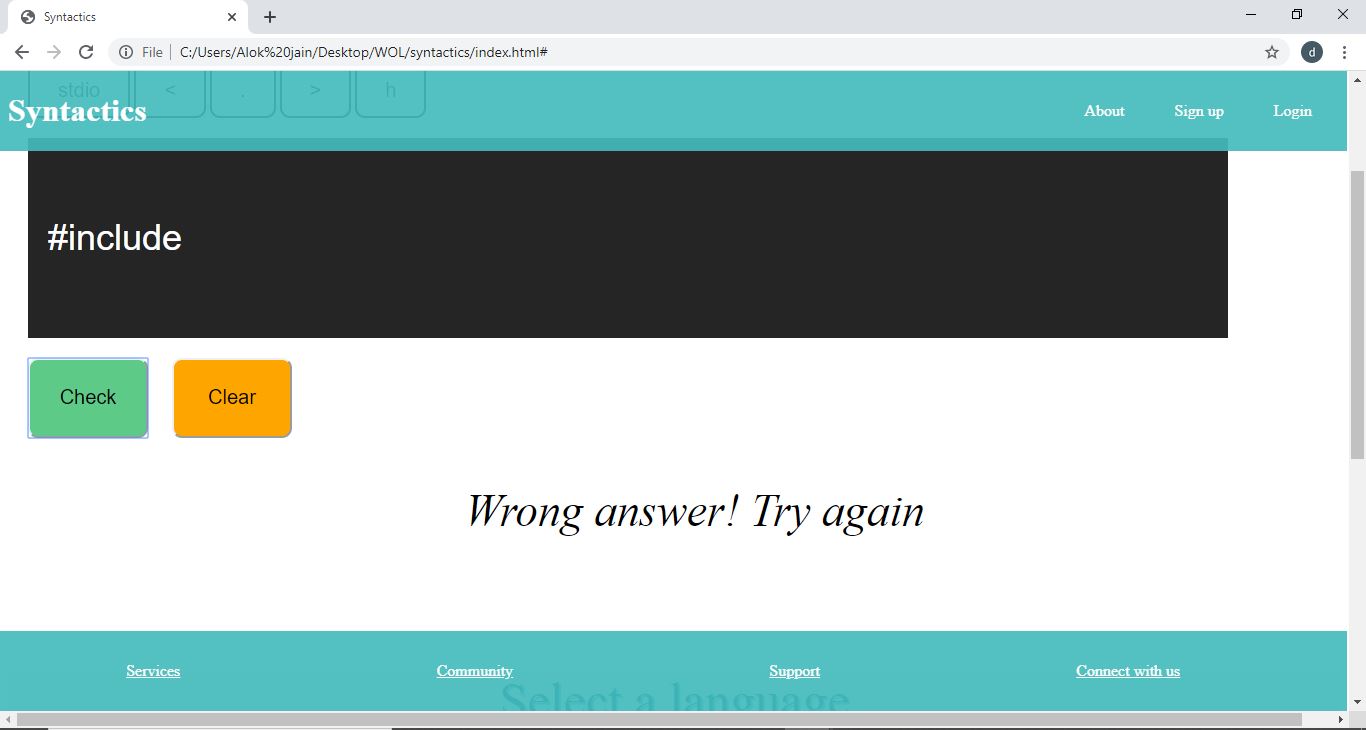 Syntactics
File | C:/Users/Alok%20jain/Desktop/WOL/syntactics/index.html#
d
stdio < . > h
Syntactics About Sign up Login
#include
Check Clear
Wrong answer! Try again
Services Community Support Connect with us
Select a language